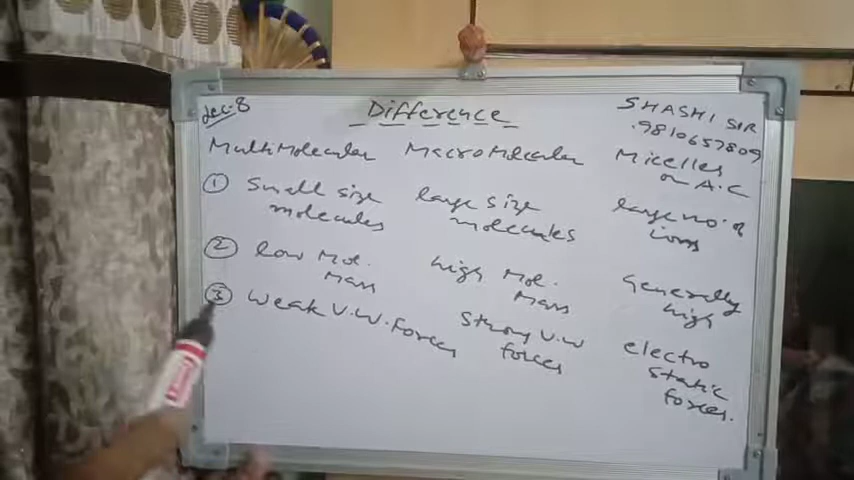 Lec-8
Difference
SHASHI SIR
.9810657809
MultiMolecular MacroMolecular Micelles
or A.C
① Small size large size large no. of
molecules molecules ions
② low Mol. high Mol. Generally
Mass Mass high
③ Weak V.W. Forces Strong V.W electro
forces static
forces.